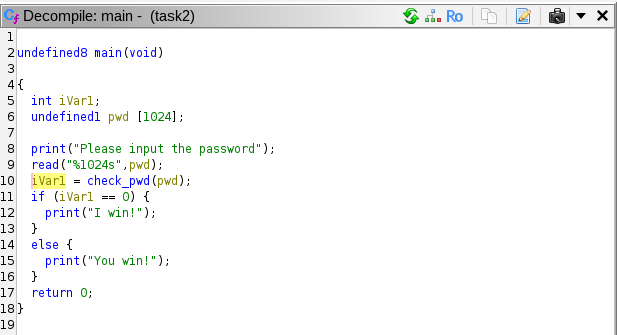 Decompile: main - (task2)
Ro
1
2 undefined8 main(void)
3
4 {
5 int iVar1;
6 undefined1 pwd [1024];
7
8 print("Please input the password");
9 read("%1024s",pwd);
10 iVar1 = check_pwd(pwd);
11 if (iVar1 == 0) {
12 print("I win!");
13 }
14 else {
15 print("You win!");
16 }
17 return 0;
18 }
19